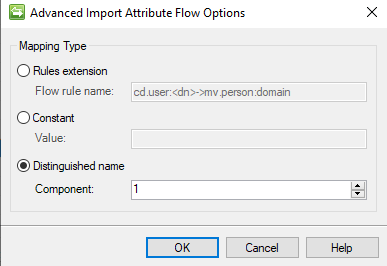 Advanced Import Attribute Flow Options
Mapping Type
Rules extension
Flow rule name: cd.user:<dn>->mv.person:domain
Constant
Value:
Distinguished name
Component: 1
OK Cancel Help